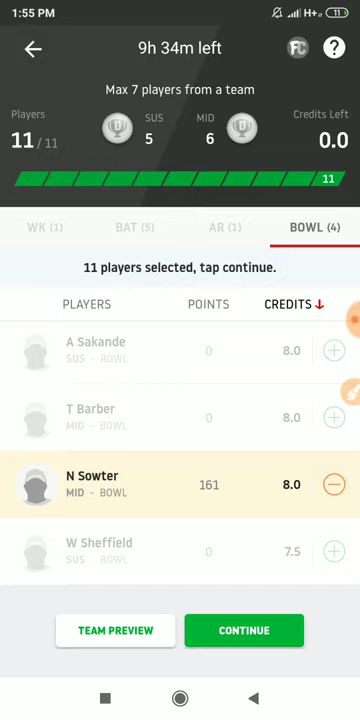 1:55 PM
H+
11
9h 34m left
FC
?
Max 7 players from a team
Players
SUS
MID
Credits Left
11 / 11
5
6
0.0
11
WK (1)
BAT (5)
AR (1)
BOWL (4)
11 players selected, tap continue.
PLAYERS
POINTS
CREDITS
A Sakande
SUS - BOWL
0
8.0
T Barber
MID - BOWL
0
8.0
N Sowter
MID - BOWL
161
8.0
W Sheffield
SUS BOWL
0
7.5
TEAM PREVIEW
CONTINUE